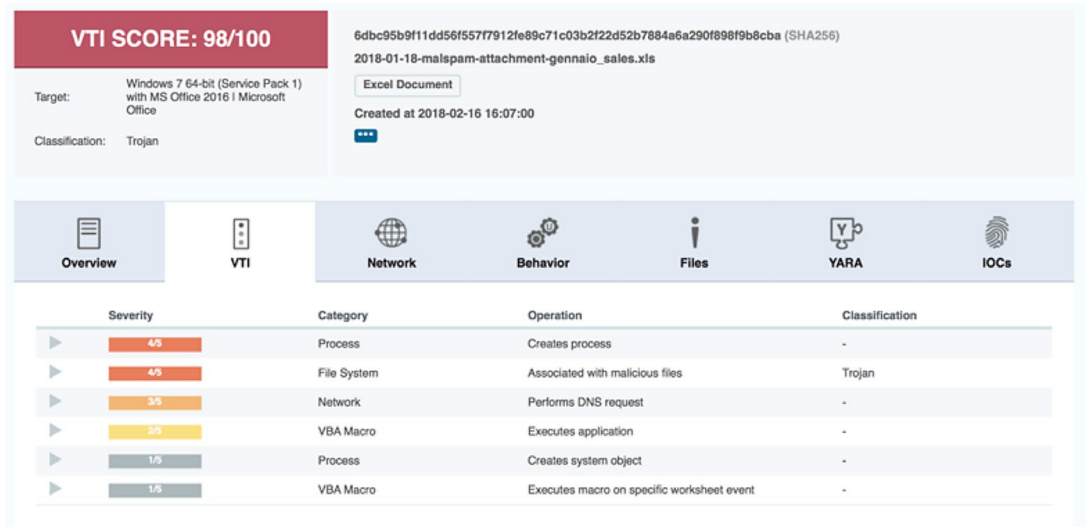 VTI SCORE: 98/100
Target:
Windows 7 64-bit (Service Pack 1)
with MS Office 2016 | Microsoft
Office
Classification:
Trojan
6dbc95b9f11dd56f557f7912fe89c71c03b2f22d52b7884a6a290f898f9b8cba (SHA256)
2018-01-18-malspam-attachment-gennaio_sales.xls
Excel Document
Created at 2018-02-16 16:07:00
Overview
VTI
Network
Behavior
Files
YARA
IOCs
Severity Category Operation Classification
4/5 Process Creates process -
4/5 File System Associated with malicious files Trojan
3/5 Network Performs DNS request -
2/5 VBA Macro Executes application -
1/5 Process Creates system object -
1/5 VBA Macro Executes macro on specific worksheet event -